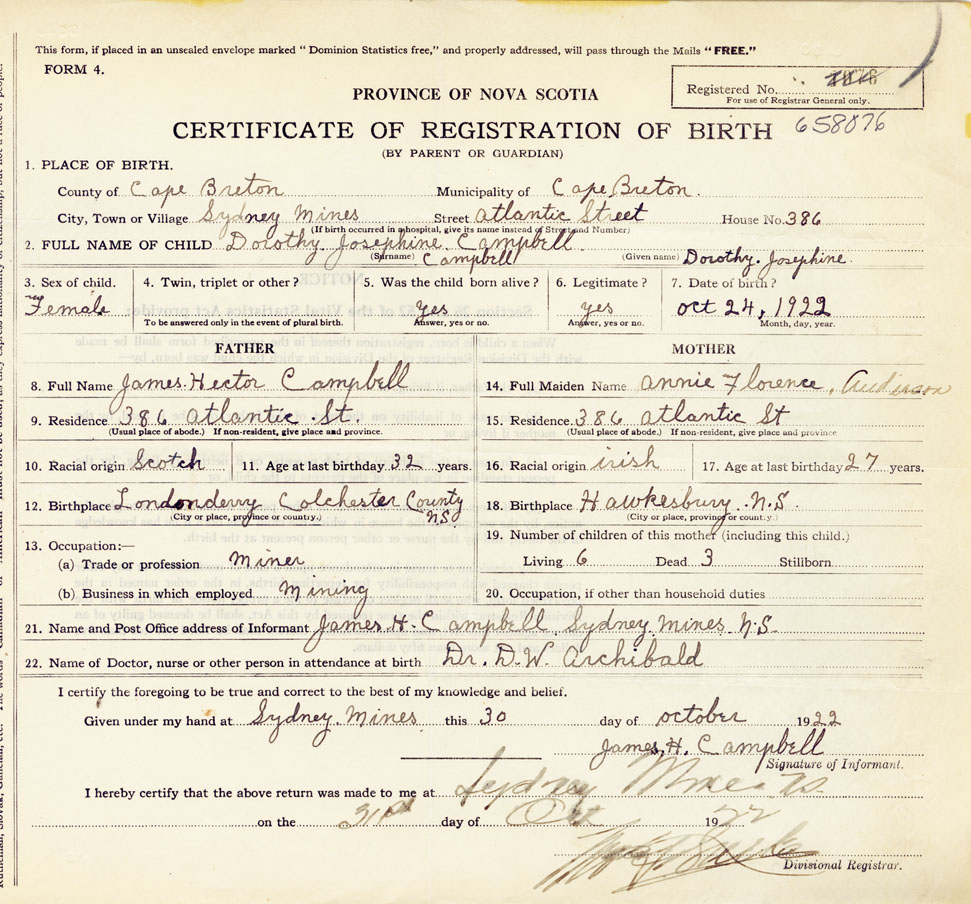 This form, if placed in an unsealed envelope marked "Dominion Statistics free," and properly addressed, will pass through the Mails "FREE."
FORM 4.
Registered No.
For use of Registrar General only.
PROVINCE OF NOVA SCOTIA
CERTIFICATE OF REGISTRATION OF BIRTH 658076
(BY PARENT OR GUARDIAN)
1. PLACE OF BIRTH.
County of Cape Breton Municipality of Cape Breton.
City, Town or Village Sydney Mines Street atlantic Street House No. 386
(If birth occurred in a hospital, give its name instead of Street and Number)
2. FULL NAME OF CHILD Dorothy Josephine Campbell
(Surname) Campbell (Given name) Dorothy. Josephine.
3. Sex of child. 4. Twin, triplet or other? 5. Was the child born alive? 6. Legitimate? 7. Date of birth?
Female yes yes oct 24, 1922
To be answered only in the event of plural birth. Answer, yes or no. Answer, yes or no. Month, day, year.
FATHER MOTHER
8. Full Name James Hector Campbell 14. Full Maiden Name annie Florence. Anderson
9. Residence 386 atlantic St. 15. Residence. 386 atlantic St
(Usual place of abode.) If non-resident, give place and province. (Usual place of abode.) If non-resident, give place and province
10. Racial origin Scotch 11. Age at last birthday 32 years. 16. Racial origin irish 17. Age at last birthday 27 years.
12. Birthplace Londonderry Colchester County N.S. 18. Birthplace Hawkesbury. N.S
(City or place, province or country.) (City or place, province or country.)
19. Number of children of this mother (including this child.)
13. Occupation:—
(a) Trade or profession Miner Living 6 Dead 3 Stillborn
(b) Business in which employed Mining 20. Occupation, if other than household duties
21. Name and Post Office address of Informant James. H. Campbell. Sydney. Mines. N.S.
22. Name of Doctor, nurse or other person in attendance at birth Dr. D.W. Archibald
I certify the foregoing to be true and correct to the best of my knowledge and belief.
Given under my hand at Sydney. Mines this 30 day of october 1922
James, H. Campbell
Signature of Informant.
I hereby certify that the above return was made to me at Sydney Mines NS
on the 31st day of Oct 1922
Divisional Registrar.